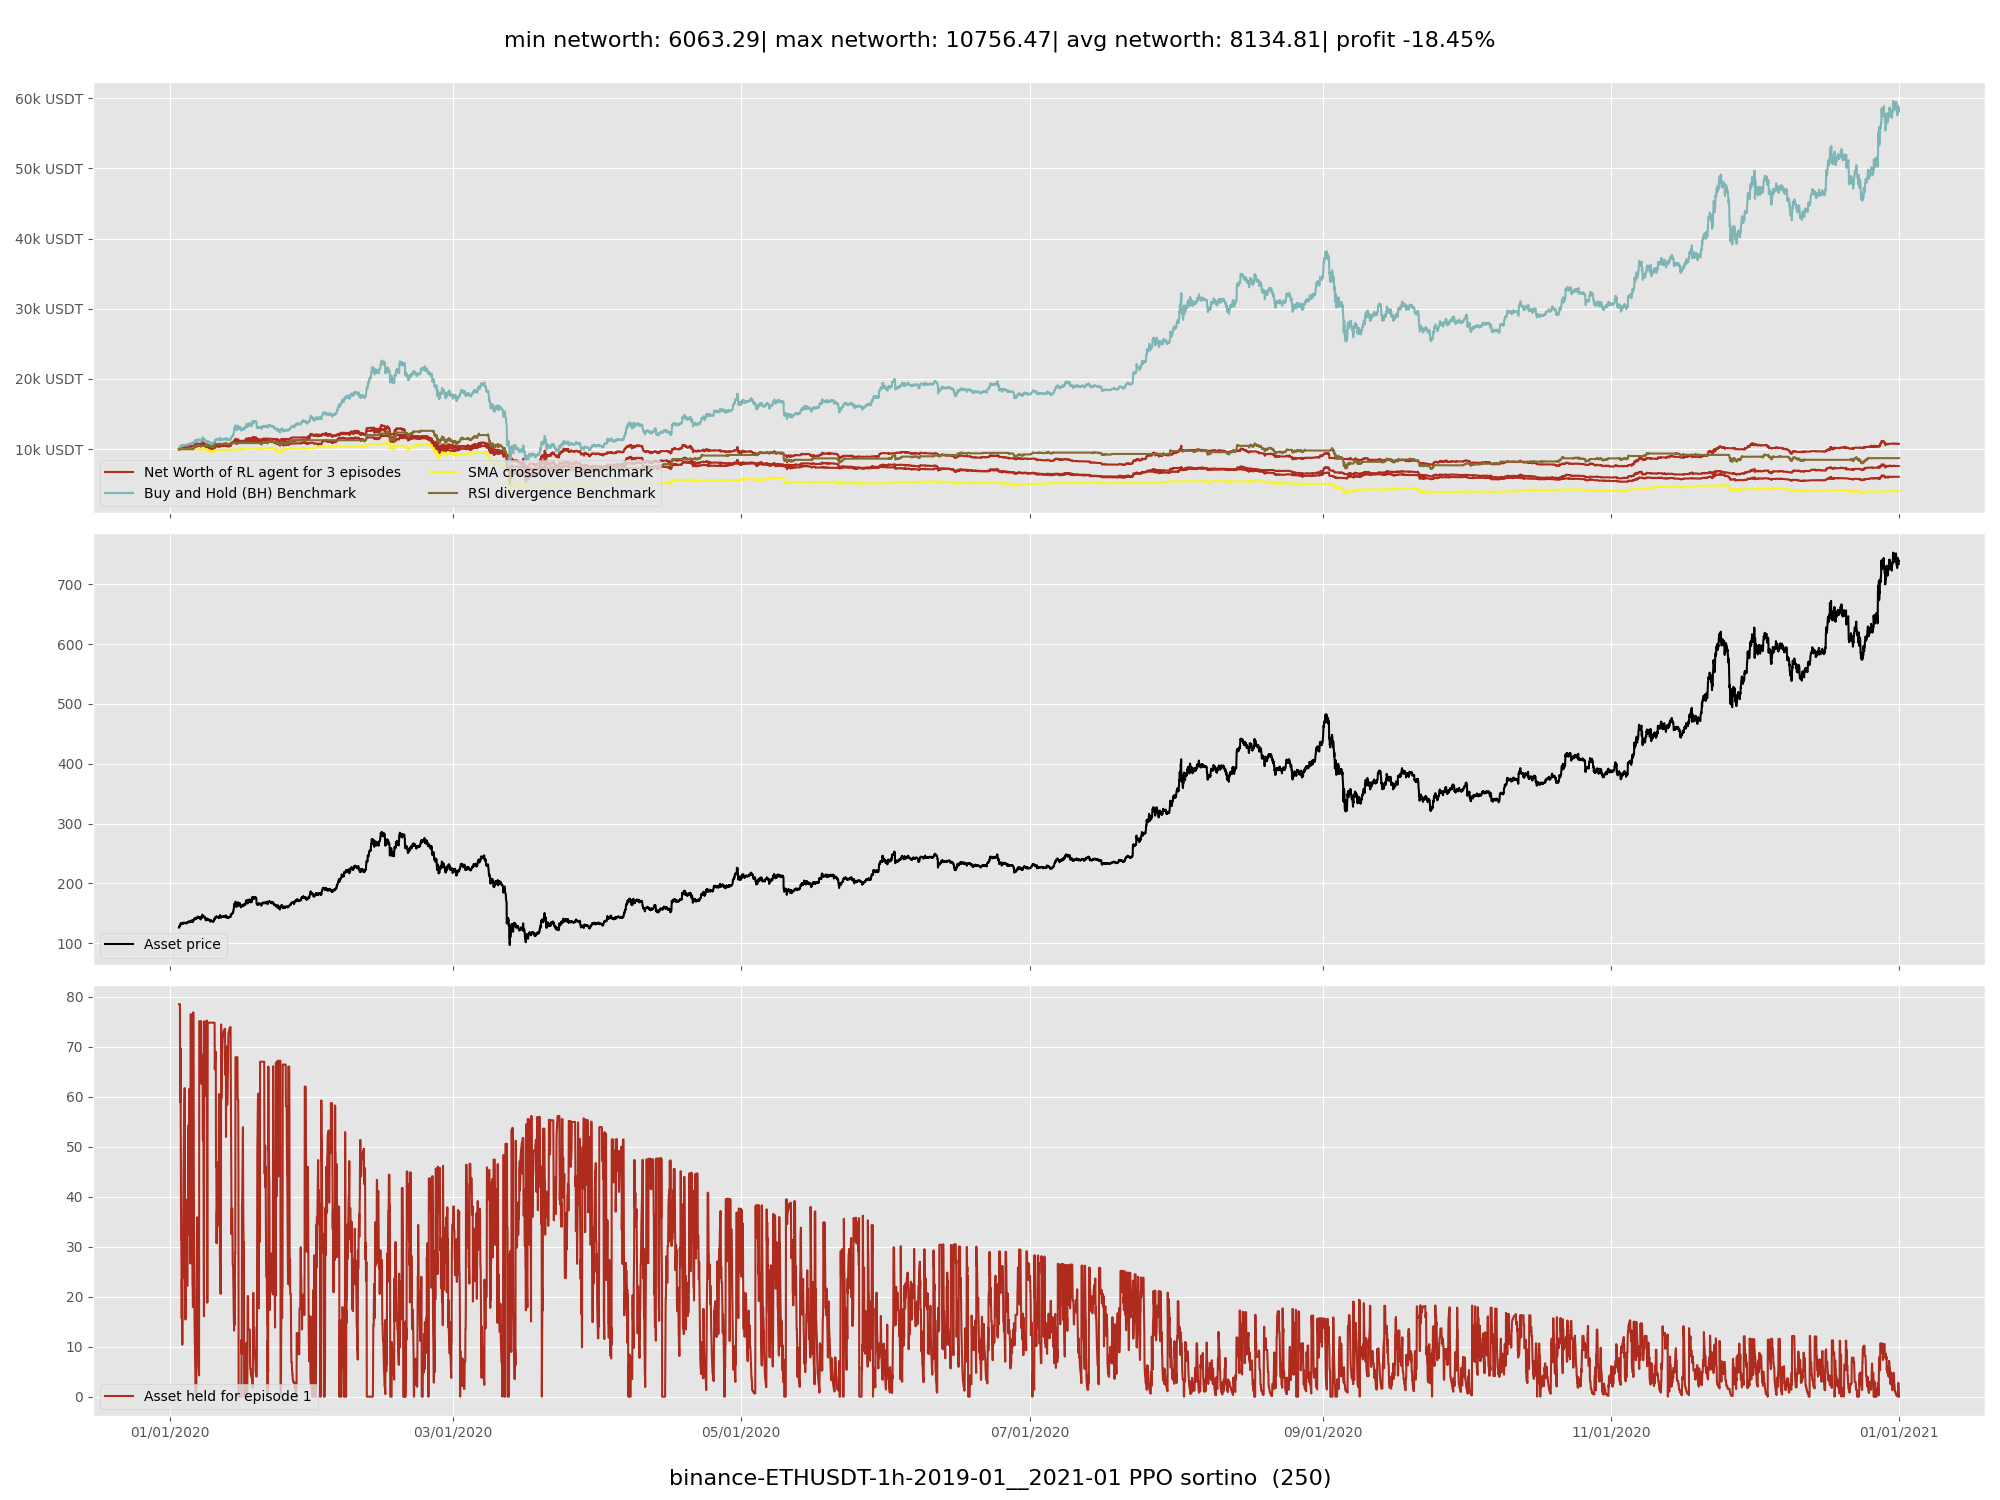 min networth: 6063.29| max networth: 10756.47| avg networth: 8134.81| profit -18.45%
60k USDT
50k USDT
40k USDT
30k USDT
20k USDT
10k USDT
Net Worth of RL agent for 3 episodes
Buy and Hold (BH) Benchmark
SMA crossover Benchmark
RSI divergence Benchmark
700
600
500
400
300
200
100
Asset price
80
70
60
50
40
30
20
10
0
Asset held for episode 1
01/01/2020 03/01/2020 05/01/2020 07/01/2020 09/01/2020 11/01/2020 01/01/2021
binance-ETHUSDT-1h-2019-01__2021-01 PPO sortino (250)